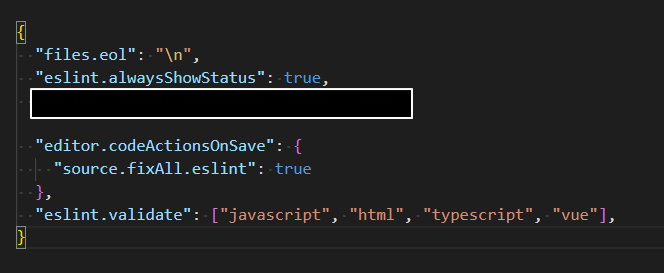 {
"files.eol": "\n",
"eslint.alwaysShowStatus": true,
"editor.codeActionsOnSave": {
"source.fixAll.eslint": true
},
"eslint.validate": ["javascript", "html", "typescript", "vue"],
}